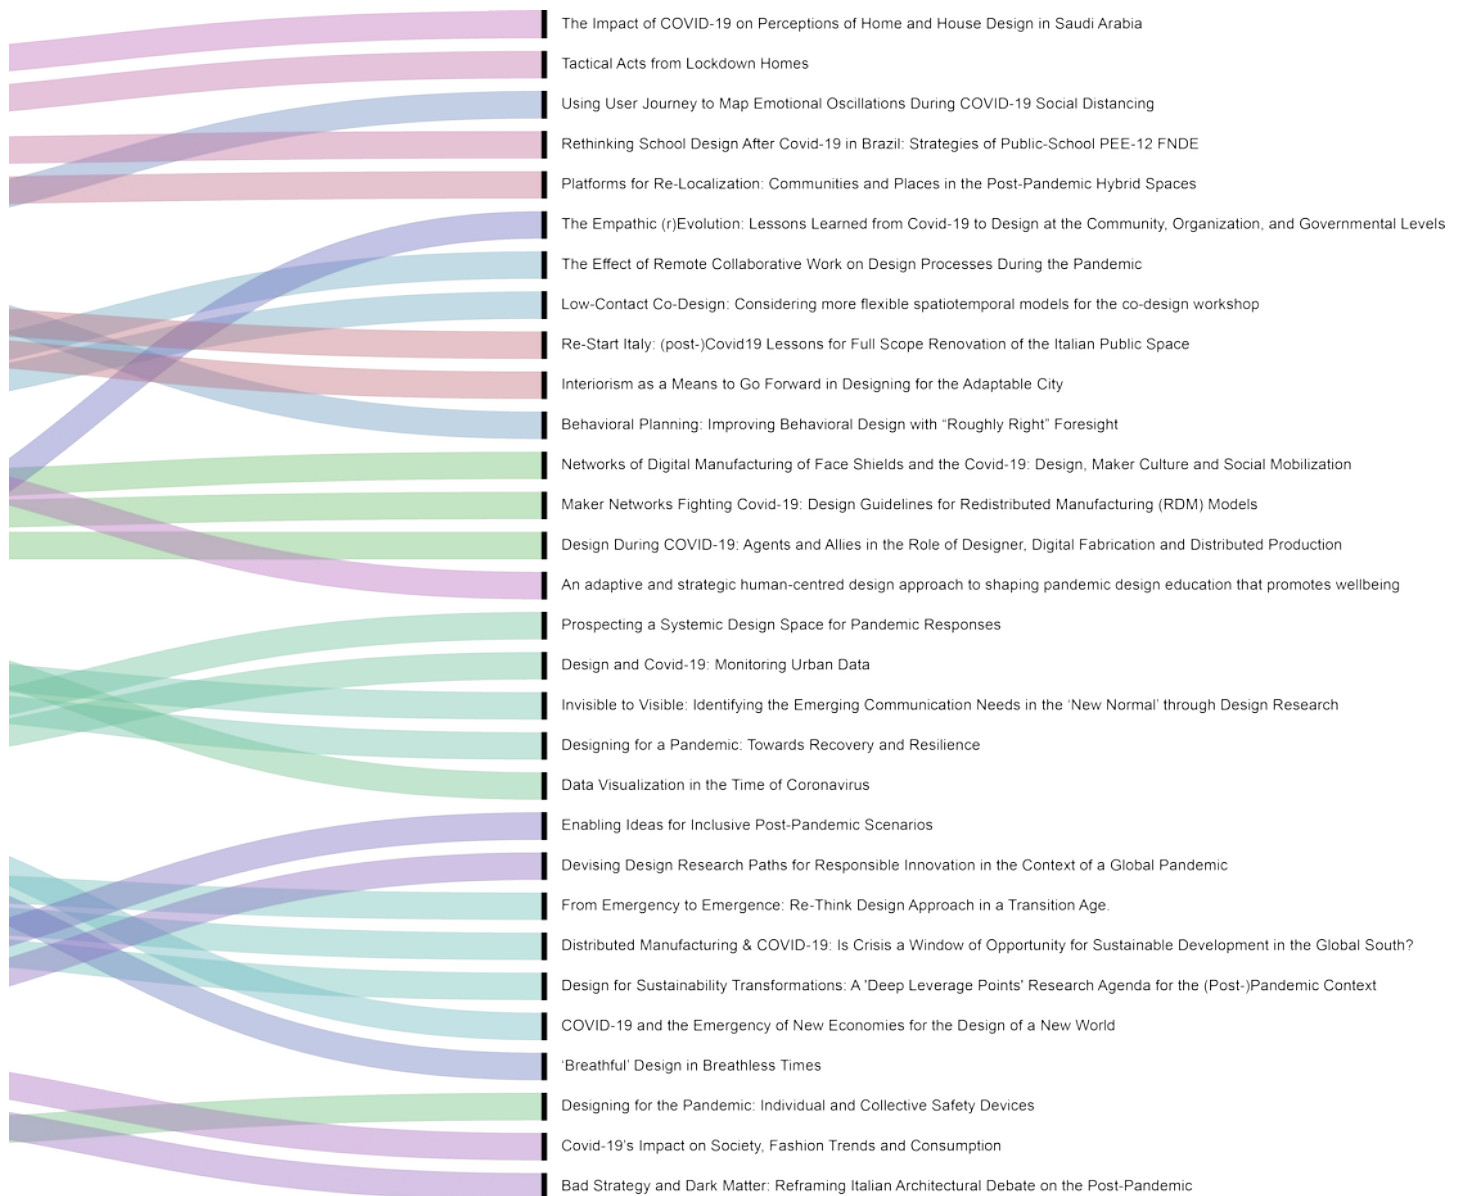 The Impact of COVID-19 on Perceptions of Home and House Design in Saudi Arabia
Tactical Acts from Lockdown Homes
Using User Journey to Map Emotional Oscillations During COVID-19 Social Distancing
Rethinking School Design After Covid-19 in Brazil: Strategies of Public-School PEE-12 FNDE
Platforms for Re-Localization: Communities and Places in the Post-Pandemic Hybrid Spaces
The Empathic (r)Evolution: Lessons Learned from Covid-19 to Design at the Community, Organization, and Governmental Levels
The Effect of Remote Collaborative Work on Design Processes During the Pandemic
Low-Contact Co-Design: Considering more flexible spatiotemporal models for the co-design workshop
Re-Start Italy: (post-)Covid19 Lessons for Full Scope Renovation of the Italian Public Space
Interiorism as a Means to Go Forward in Designing for the Adaptable City
Behavioral Planning: Improving Behavioral Design with “Roughly Right” Foresight
Networks of Digital Manufacturing of Face Shields and the Covid-19: Design, Maker Culture and Social Mobilization
Maker Networks Fighting Covid-19: Design Guidelines for Redistributed Manufacturing (RDM) Models
Design During COVID-19: Agents and Allies in the Role of Designer, Digital Fabrication and Distributed Production
An adaptive and strategic human-centred design approach to shaping pandemic design education that promotes wellbeing
Prospecting a Systemic Design Space for Pandemic Responses
Design and Covid-19: Monitoring Urban Data
Invisible to Visible: Identifying the Emerging Communication Needs in the ‘New Normal’ through Design Research
Designing for a Pandemic: Towards Recovery and Resilience
Data Visualization in the Time of Coronavirus
Enabling Ideas for Inclusive Post-Pandemic Scenarios
Devising Design Research Paths for Responsible Innovation in the Context of a Global Pandemic
From Emergency to Emergence: Re-Think Design Approach in a Transition Age.
Distributed Manufacturing & COVID-19: Is Crisis a Window of Opportunity for Sustainable Development in the Global South?
Design for Sustainability Transformations: A 'Deep Leverage Points' Research Agenda for the (Post-)Pandemic Context
COVID-19 and the Emergency of New Economies for the Design of a New World
‘Breathful’ Design in Breathless Times
Designing for the Pandemic: Individual and Collective Safety Devices
Covid-19’s Impact on Society, Fashion Trends and Consumption
Bad Strategy and Dark Matter: Reframing Italian Architectural Debate on the Post-Pandemic